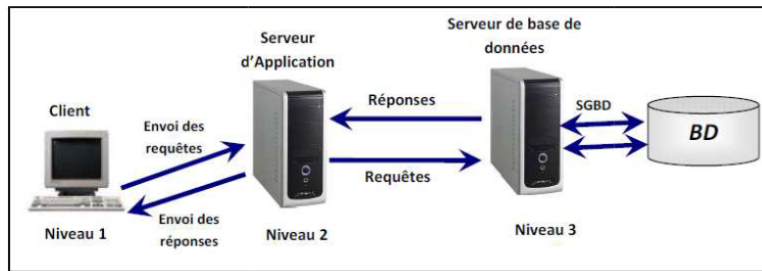 Serveur de base de
données
Serveur
d'Application
Client
Envoi des
requêtes
Réponses
SGBD
BD
Requêtes
Envoi des
réponses
Niveau 1
Niveau 2
Niveau 3